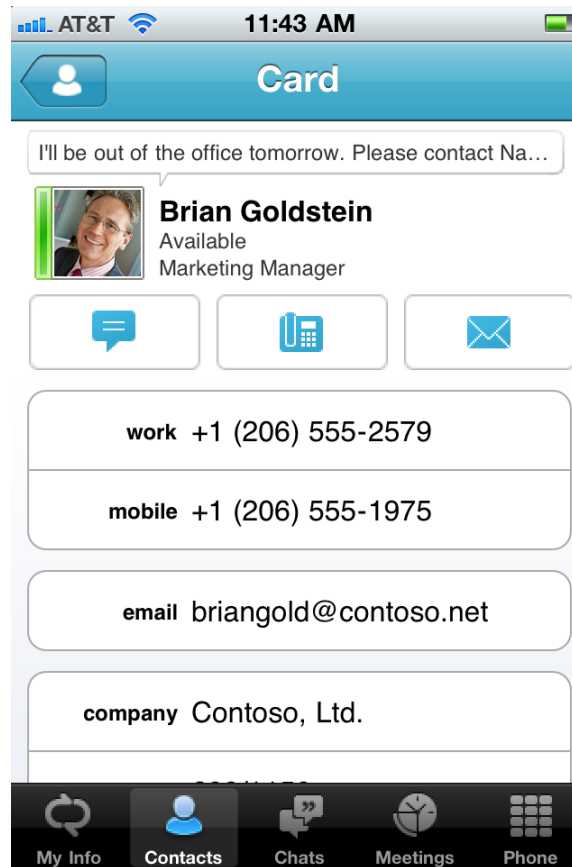 AT&T 11:43 AM
Card
I'll be out of the office tomorrow. Please contact Na...
Brian Goldstein
Available
Marketing Manager
work +1 (206) 555-2579
mobile +1 (206) 555-1975
email briangold@contoso.net
company Contoso, Ltd.
My Info Contacts Chats Meetings Phone